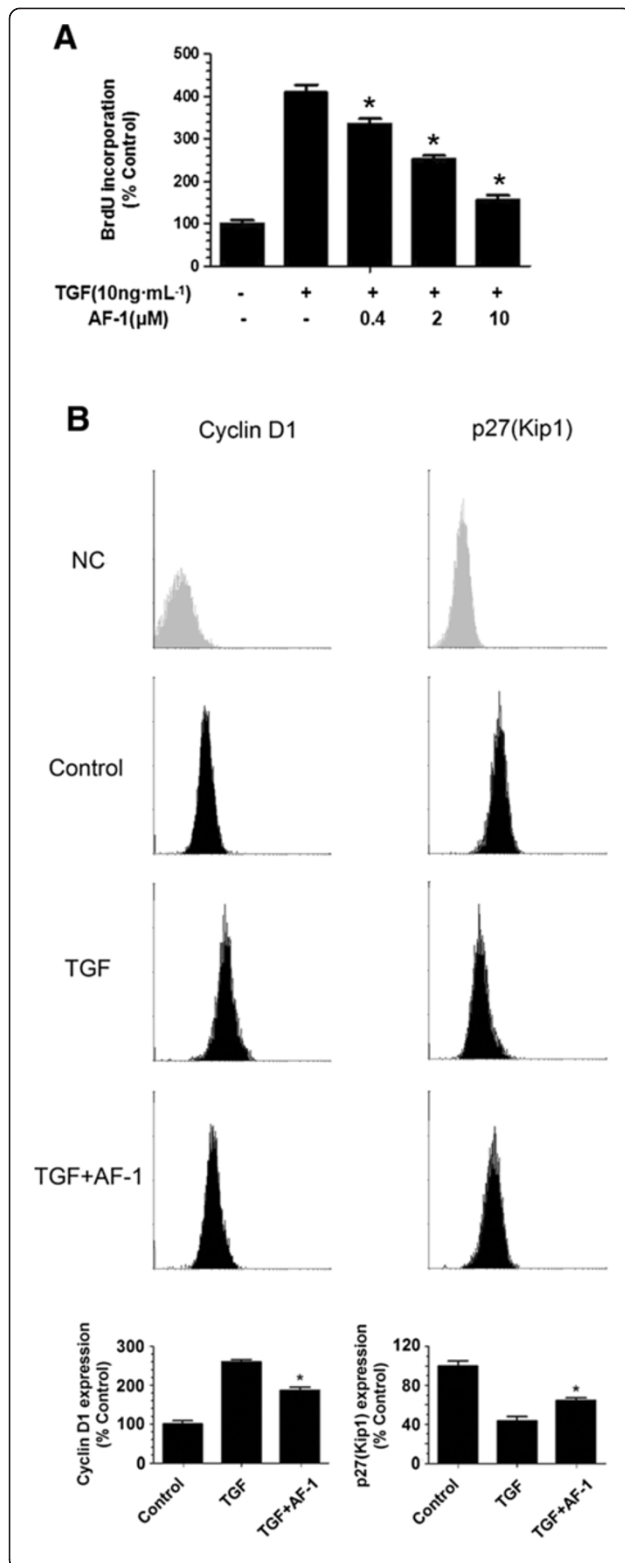 A
BrdU incorporation
(% Control)
500
400
300
200
100
0
*
*
*
TGF(10ng·mL-1) - + + + +
AF-1(μM) - - 0.4 2 10
B
Cyclin D1 p27(Kip1)
NC
Control
TGF
TGF+AF-1
Cyclin D1 expression
(% Control)
300
200
100
0
*
Control TGF TGF+AF-1
p27(Kip1) expression
(% Control)
120
80
40
0
*
Control TGF TGF+AF-1